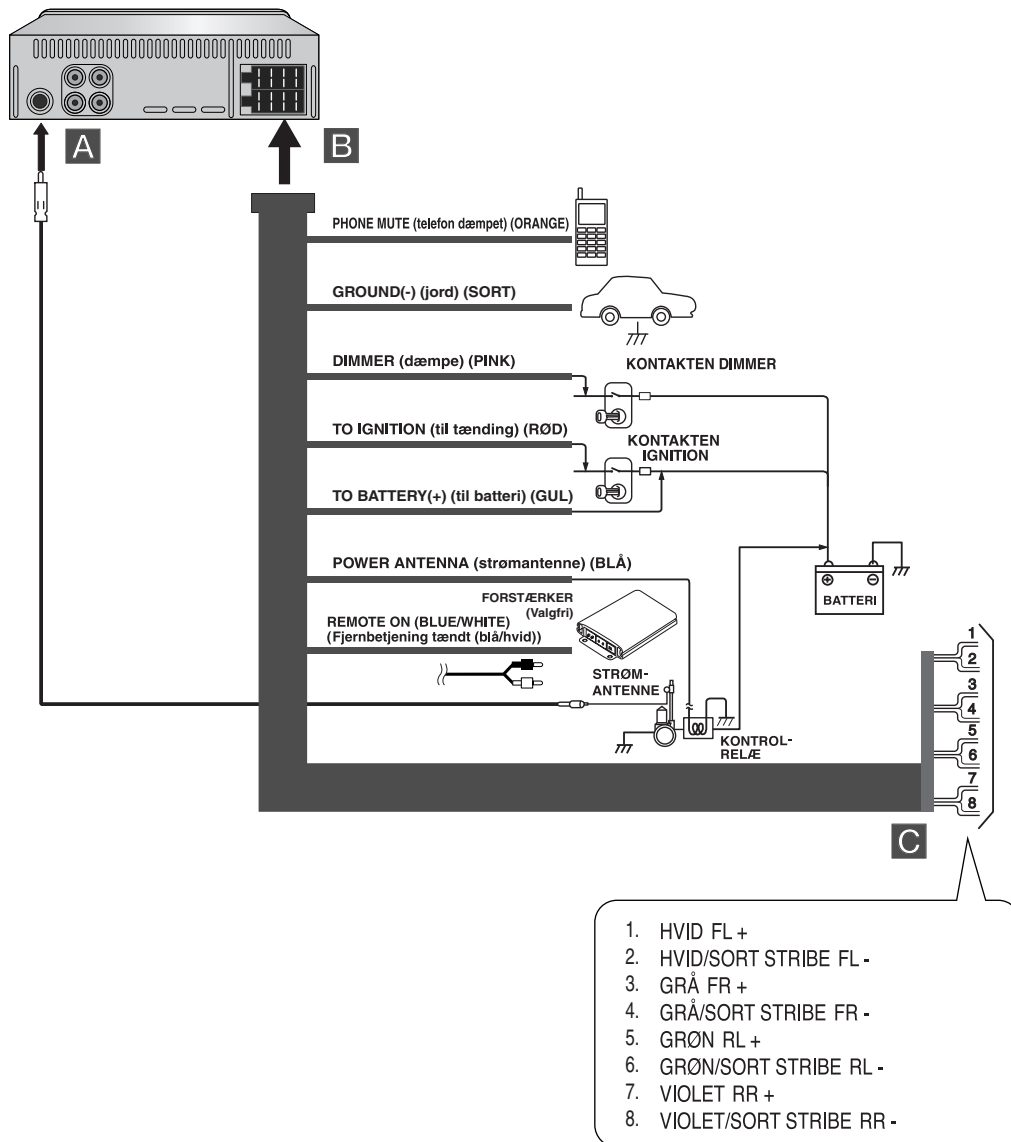 A
B
PHONE MUTE (telefon dæmpet) (ORANGE)
GROUND(-) (jord) (SORT)
DIMMER (dæmpe) (PINK)
KONTAKTEN DIMMER
TO IGNITION (til tænding) (RØD)
KONTAKTEN
IGNITION
TO BATTERY(+) (til batteri) (GUL)
POWER ANTENNA (strømantenne) (BLÅ)
BATTERI
FORSTÆRKER
(Valgfri)
REMOTE ON (BLUE/WHITE)
(Fjernbetjening tændt (blå/hvid))
STRØM-
ANTENNE
KONTROL-
RELÆ
1
2
3
4
5
6
7
8
C
1. HVID FL +
2. HVID/SORT STRIBE FL -
3. GRÅ FR +
4. GRÅ/SORT STRIBE FR -
5. GRØN RL +
6. GRØN/SORT STRIBE RL -
7. VIOLET RR +
8. VIOLET/SORT STRIBE RR -